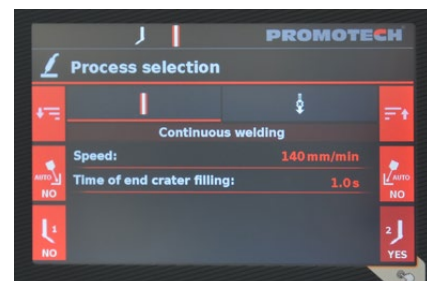 PROMOTECH
Process selection
Continuous welding
Speed: 140 mm/min
Time of end crater filling: 1.0 s
AUTO
NO
AUTO
NO
1
NO
2
YES